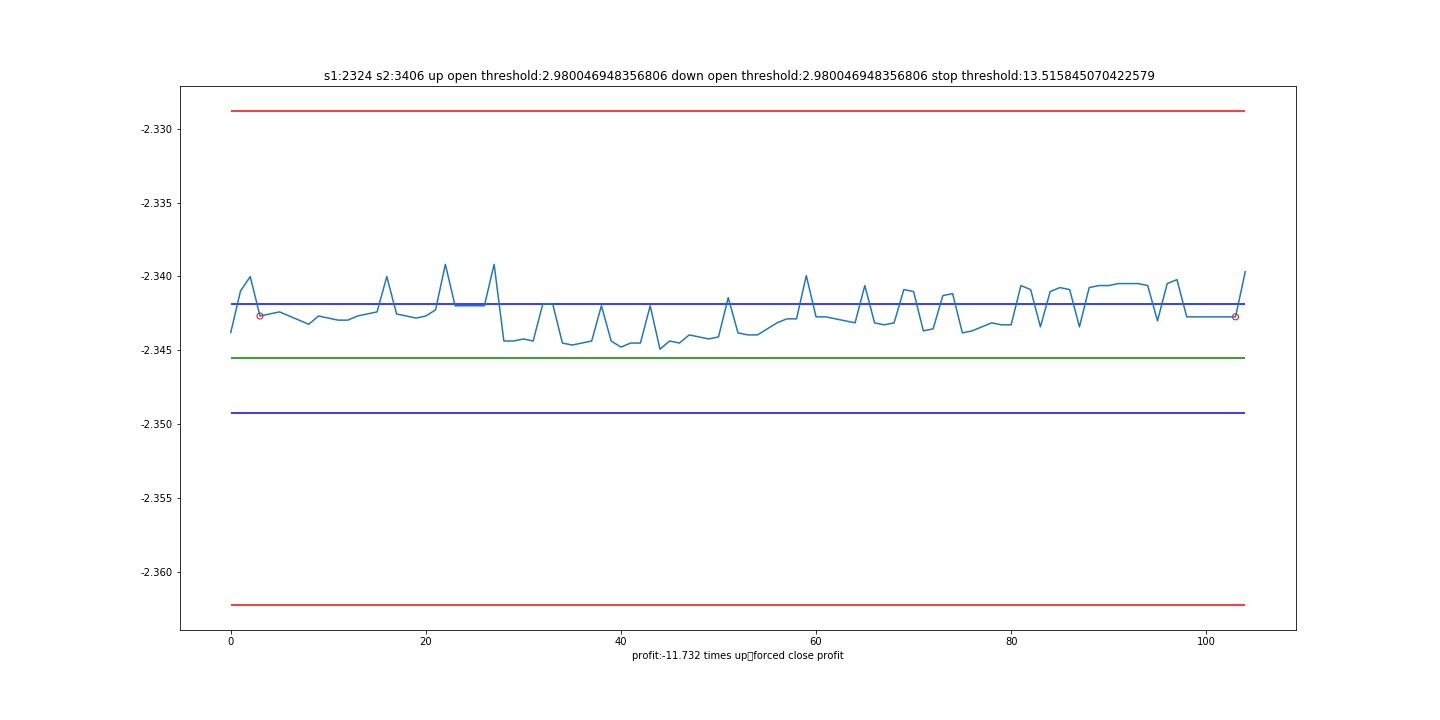 s1:2324 s2:3406 up open threshold:2.980046948356806 down open threshold:2.980046948356806 stop threshold:13.515845070422579
-2.330
-2.335
-2.340
-2.345
-2.350
-2.355
-2.360
0 20 40 60 80 100
profit:-11.732 times up▯forced close profit